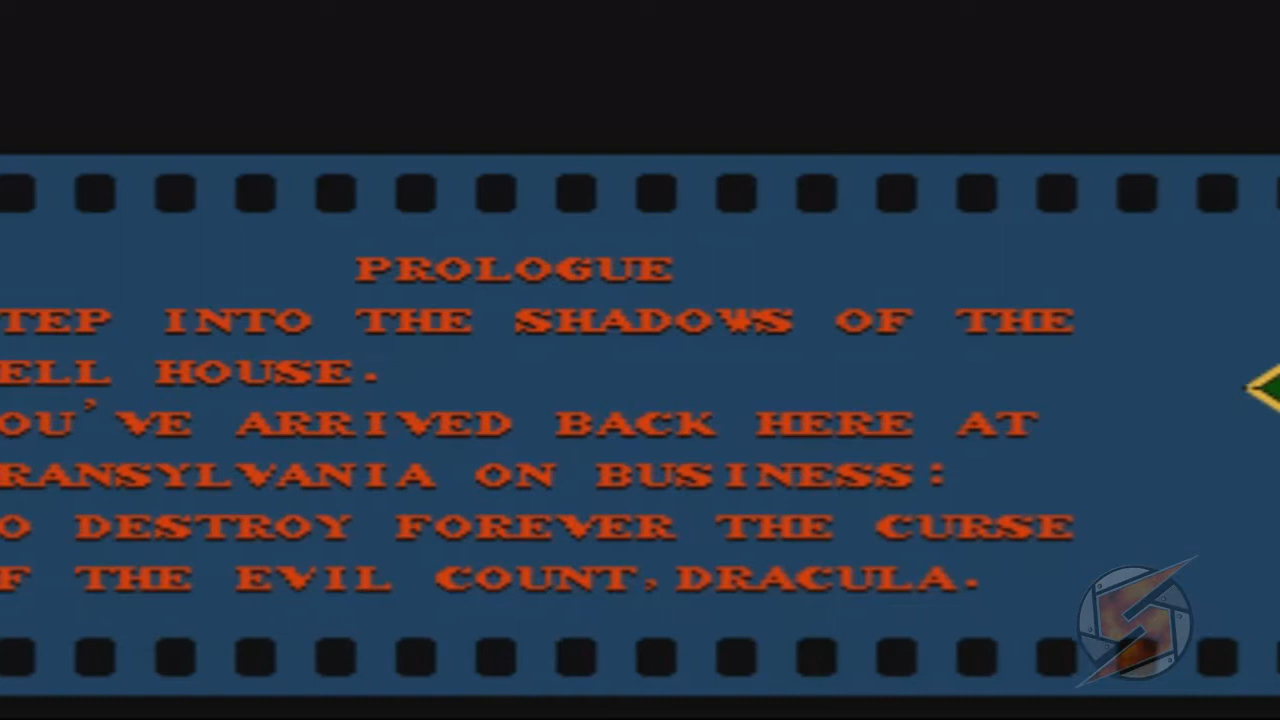 PROLOGUE
TEP INTO THE SHADOWS OF THE
ELL HOUSE.
OU'VE ARRIVED BACK HERE AT
RANSYLVANIA ON BUSINESS:
O DESTROY FOREVER THE CURSE
F THE EVIL COUNT,DRACULA.